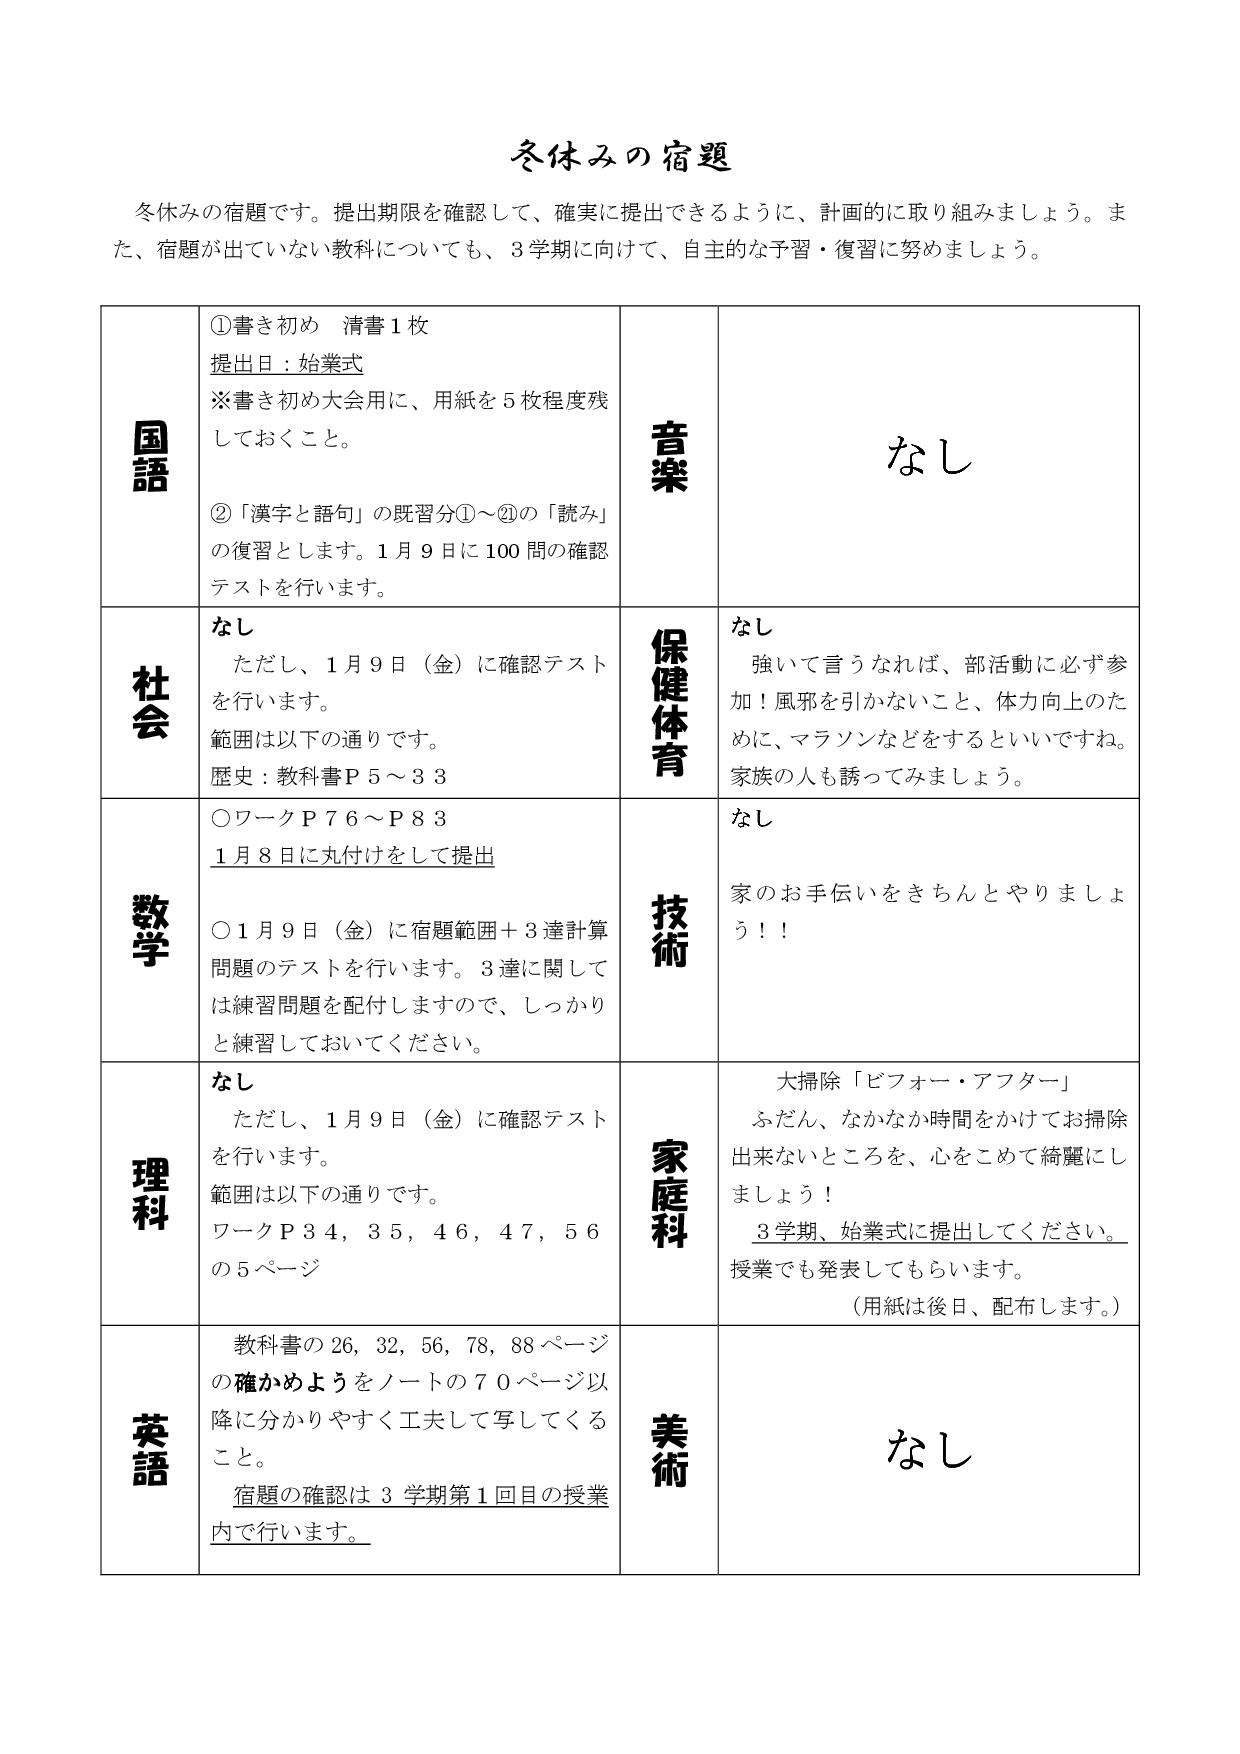 冬休みの宿題
冬休みの宿題です。提出期限を確認して、確実に提出できるように、計画的に取り組みましょう。ま
た、宿題が出ていない教科についても、３学期に向けて、自主的な予習・復習に努めましょう。
国語
①書き初め　清書１枚
提出日：始業式
※書き初め大会用に、用紙を５枚程度残
しておくこと。
②「漢字と語句」の既習分①～㉑の「読み」
の復習とします。１月９日に 100 問の確認
テストを行います。
音楽
なし
社会
なし
ただし、１月９日（金）に確認テスト
を行います。
範囲は以下の通りです。
歴史：教科書Ｐ５～３３
保健体育
なし
強いて言うなれば、部活動に必ず参
加！風邪を引かないこと、体力向上のた
めに、マラソンなどをするといいですね。
家族の人も誘ってみましょう。
数学
○ワークＰ７６～Ｐ８３
１月８日に丸付けをして提出
○１月９日（金）に宿題範囲＋３達計算
問題のテストを行います。３達に関して
は練習問題を配付しますので、しっかり
と練習しておいてください。
技術
なし
家のお手伝いをきちんとやりましょ
う！！
理科
なし
ただし、１月９日（金）に確認テスト
を行います。
範囲は以下の通りです。
ワークＰ３４，３５，４６，４７，５６
の５ページ
家庭科
大掃除「ビフォー・アフター」
ふだん、なかなか時間をかけてお掃除
出来ないところを、心をこめて綺麗にし
ましょう！
３学期、始業式に提出してください。
授業でも発表してもらいます。
（用紙は後日、配布します。）
英語
教科書の 26，32，56，78，88 ページ
の確かめようをノートの７０ページ以
降に分かりやすく工夫して写してくる
こと。
宿題の確認は 3 学期第１回目の授業
内で行います。
美術
なし